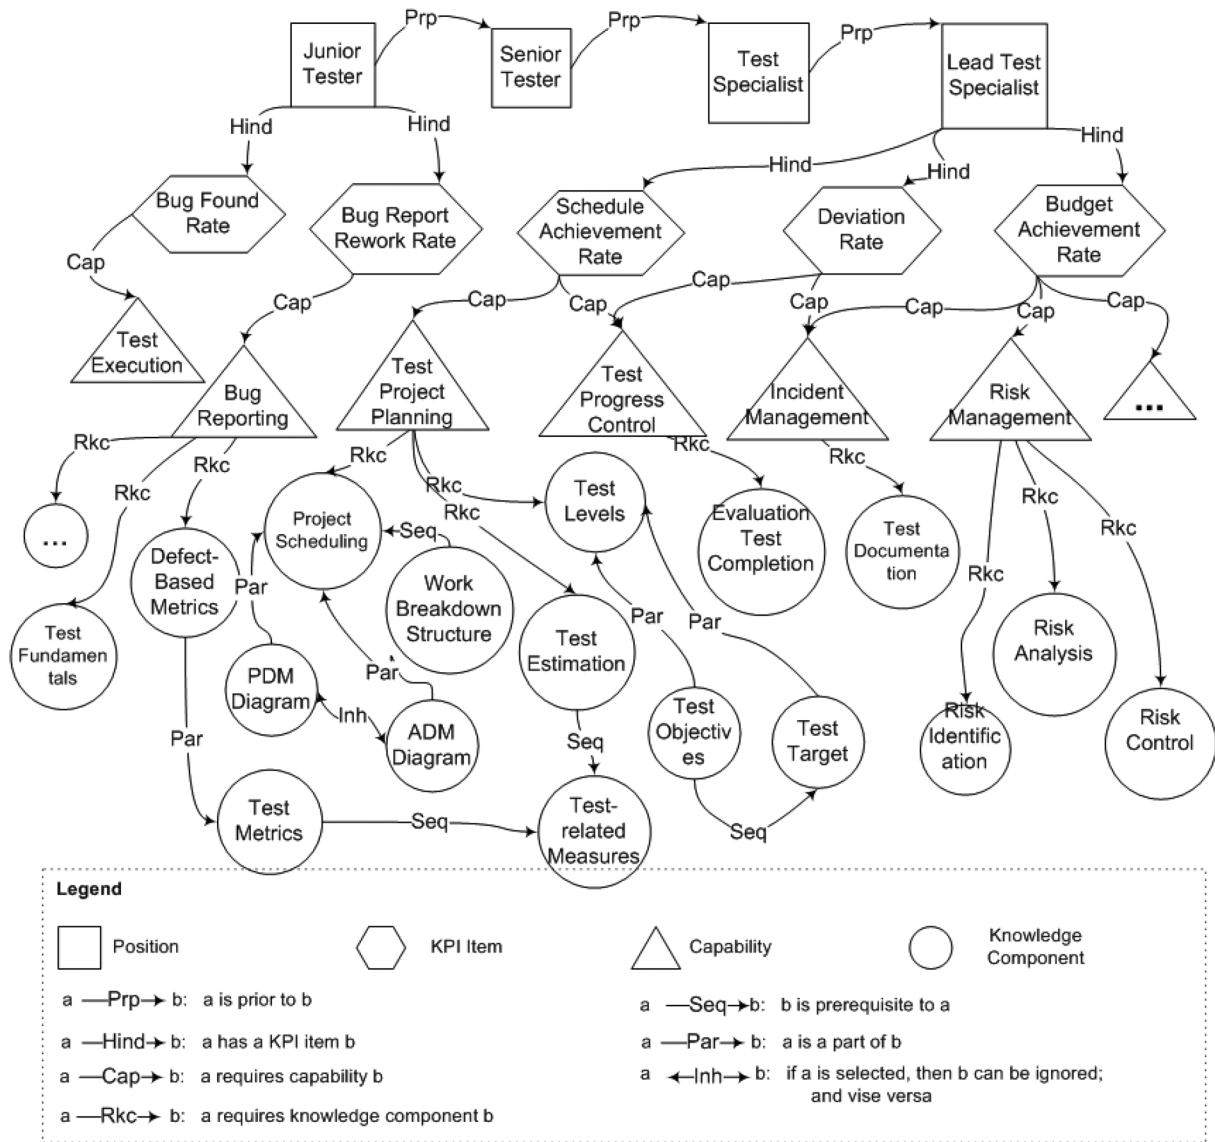 Prp
Prp
Prp
Junior
Tester
Senior
Tester
Test
Specialist
Lead Test
Specialist
Hind
Hind
Hind
Hind
Hind
Bug Found
Rate
Bug Report
Rework Rate
Schedule
Achievement
Rate
Deviation
Rate
Budget
Achievement
Rate
Cap
Cap
Cap
Cap
Cap
Cap
Cap
Cap
Cap
Test
Execution
Bug
Reporting
Test
Project
Planning
Test
Progress
Control
Incident
Management
Risk
Management
...
Rkc
Rkc
Rkc
Rkc
Rkc
Rkc
Rkc
Rkc
Rkc
Rkc
Rkc
...
Defect-
Based
Metrics
Test
Fundamen
tals
Project
Scheduling
Seq
Work
Breakdown
Structure
Test
Levels
Evaluation
Test
Completion
Test
Documenta
tion
Par
Par
Par
Par
Par
PDM
Diagram
Inh
ADM
Diagram
Test
Estimation
Test
Objectiv
es
Test
Target
Risk
Identific
ation
Risk
Analysis
Risk
Control
Seq
Test
Metrics
Seq
Test-
related
Measures
Seq
Legend
Position
KPI Item
Capability
Knowledge
Component
a Prp b: a is prior to b
a Seq b: b is prerequisite to a
a Hind b: a has a KPI item b
a Par b: a is a part of b
a Cap b: a requires capability b
a Inh b: if a is selected, then b can be ignored;
and vise versa
a Rkc b: a requires knowledge component b